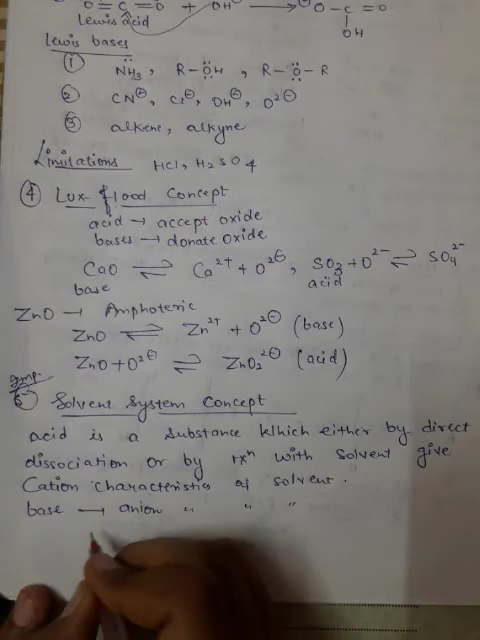 O=C=O + OH⊖ → ⊖O-C=O
OH
Lewis acid
Lewis bases
① NH3, R-OH, R-O-R
② CN⊖, Cl⊖, OH⊖, O2⊖
③ alkene, alkyne
Limitations HCl, H2SO4
④ Lux-flood Concept
acid → accept oxide
bases → donate oxide
CaO ⇌ Ca2+ + O2⊖, SO3 + O2- ⇌ SO42-
base acid
ZnO → Amphoteric
ZnO ⇌ Zn2+ + O2⊖ (base)
ZnO + O2⊖ ⇌ ZnO22⊖ (acid)
Imp.
⑤ Solvent System Concept
acid is a substance which either by direct
dissociation or by rxn with solvent give
Cation characteristics of solvent.
base → anion " " "